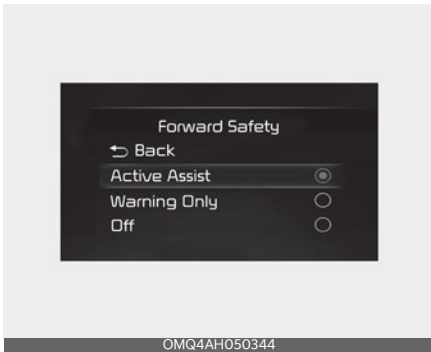 Forward Safety
Back
Active Assist
Warning Only
Off
OMQ4AH050344